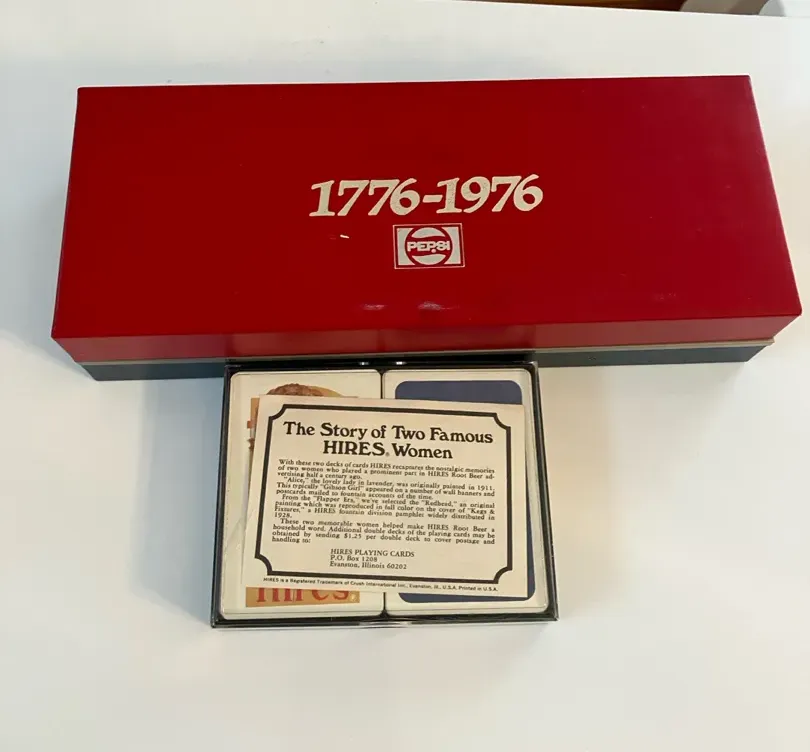 1776-1976
PEPSI
The Story of Two Famous
HIRES® Women
With these two decks of cards HIRES recaptures the nostalgic memories
of two women who played a prominent part in HIRES Root Beer ad-
vertising half a century ago.
"Alice," the lovely lady in lavender, was originally painted in 1911.
This typically "Gibson Girl" appeared on a number of wall banners and
postcards mailed to fountain accounts of the time.
From the "Flapper Era," we've selected the "Redhead," an original
painting which was reproduced in full color on the cover of "Kegs &
Fixtures," a HIRES fountain division pamphlet widely distributed in
1928.
These two memorable women helped make HIRES Root Beer a
household word. Additional double decks of the playing cards may be
obtained by sending $1.25 per double deck to cover postage and
handling to:
HIRES PLAYING CARDS
P.O. Box 1208
Evanston, Illinois 60202
HIRES is a Registered Trademark of Crush International Inc., Evanston, Ill., U.S.A. Printed in U.S.A.
hires